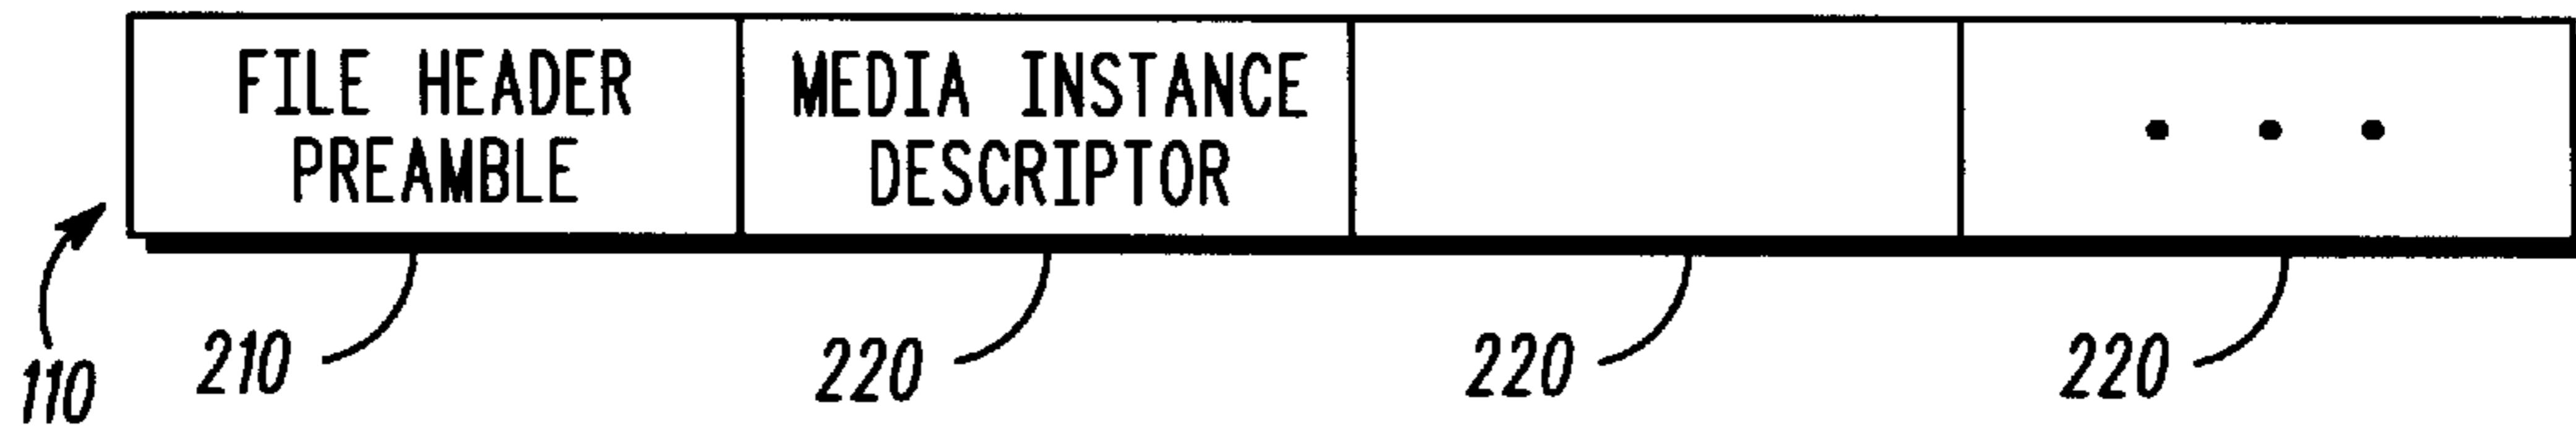 FILE HEADER
PREAMBLE
MEDIA INSTANCE
DESCRIPTOR
• • •
110
210
220
220
220